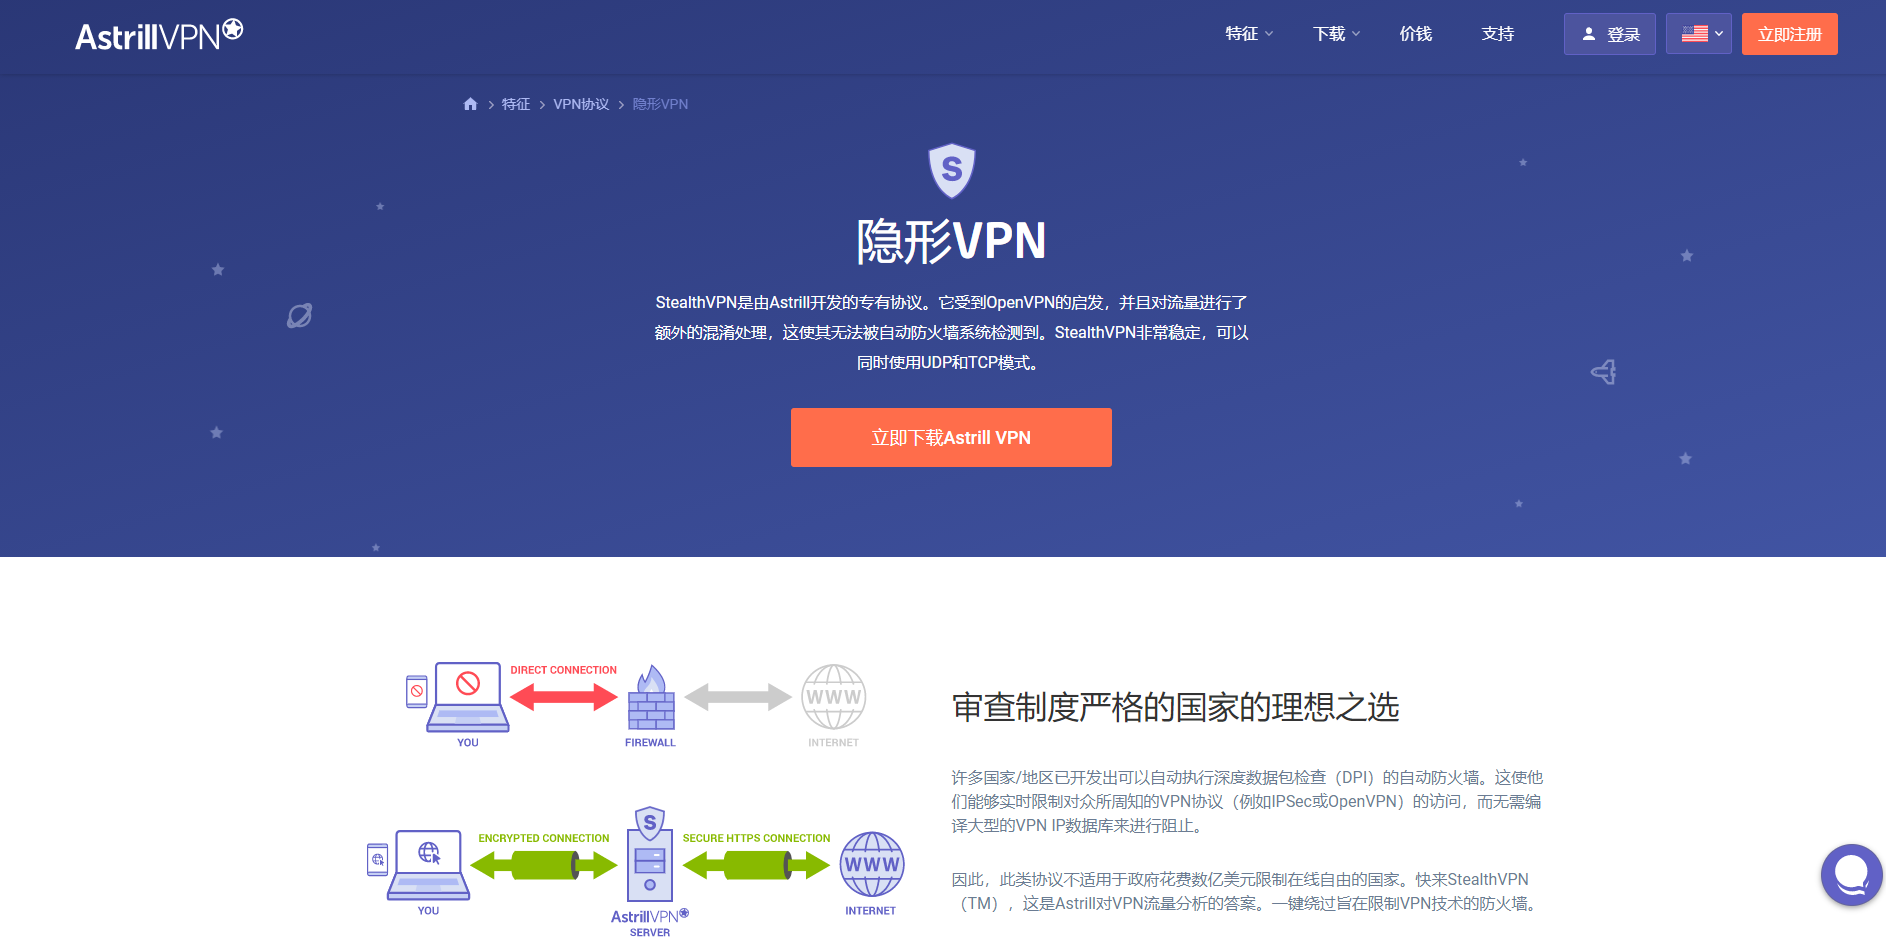 AstrillVPN
特征
下载
价钱
支持
登录
立即注册
特征
VPN协议
隐形VPN
S
隐形VPN
StealthVPN是由Astrill开发的专有协议。它受到OpenVPN的启发，并且对流量进行了
额外的混淆处理，这使其无法被自动防火墙系统检测到。StealthVPN非常稳定，可以
同时使用UDP和TCP模式。
立即下载Astrill VPN
DIRECT CONNECTION
WWW
YOU
FIREWALL
INTERNET
S
ENCRYPTED CONNECTION
SECURE HTTPS CONNECTION
WWW
YOU
AstrillVPN
SERVER
INTERNET
审查制度严格的国家的理想之选
许多国家/地区已开发出可以自动执行深度数据包检查（DPI）的自动防火墙。这使他
们能够实时限制对众所周知的VPN协议（例如IPSec或OpenVPN）的访问，而无需编
译大型的VPN IP数据库来进行阻止。
因此，此类协议不适用于政府花费数亿美元限制在线自由的国家。快来StealthVPN
（TM），这是Astrill对VPN流量分析的答案。一键绕过旨在限制VPN技术的防火墙。